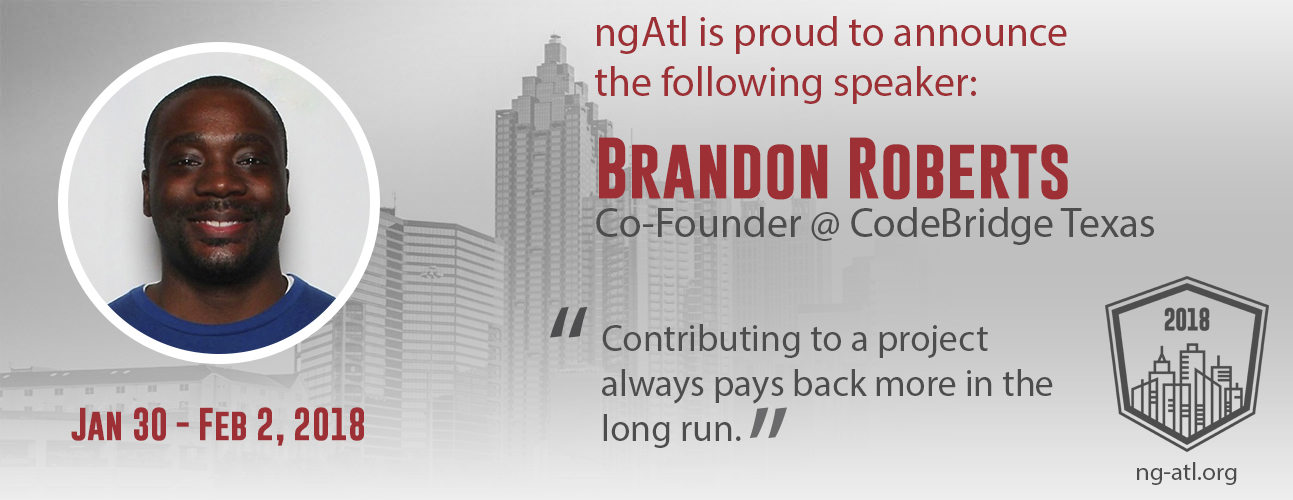 ngAtl is proud to announce
the following speaker:
Brandon Roberts
Co-Founder @ CodeBridge Texas
“ Contributing to a project
always pays back more in the
long run. ”
Jan 30 - Feb 2, 2018
2018
ng-atl.org